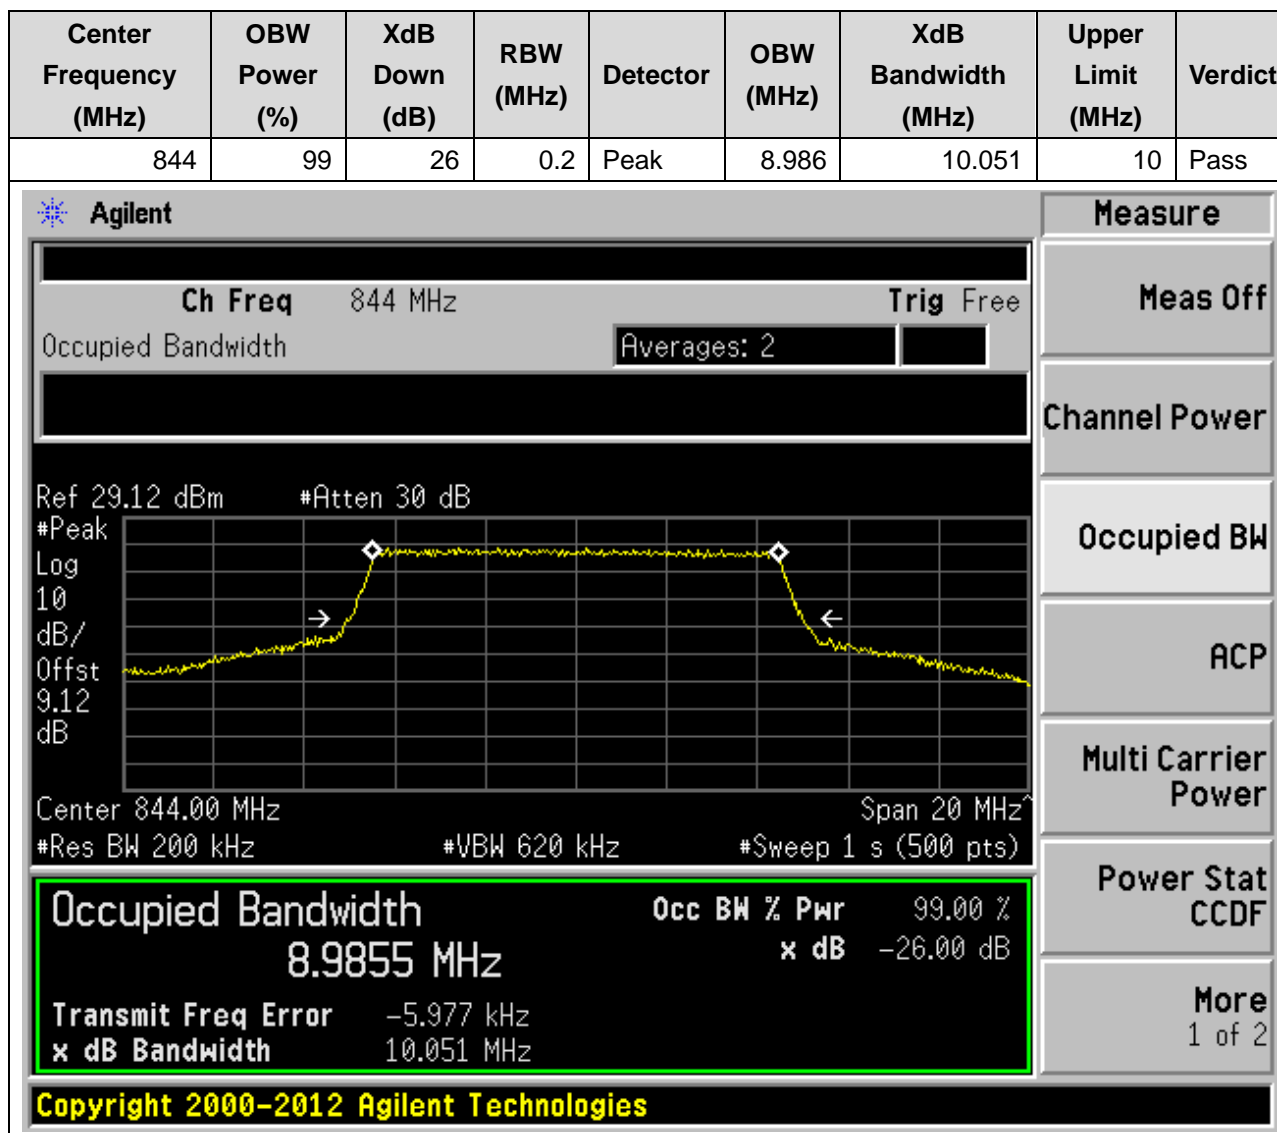 Center Frequency (MHz) OBW Power (%) XdB Down (dB) RBW (MHz) Detector OBW (MHz) XdB Bandwidth (MHz) Upper Limit (MHz) Verdict
844 99 26 0.2 Peak 8.986 10.051 10 Pass
Agilent
Ch Freq 844 MHz Trig Free
Occupied Bandwidth Averages: 2
Ref 29.12 dBm #Atten 30 dB
#Peak
Log
10
dB/
Offst
9.12
dB
Center 844.00 MHz Span 20 MHz^
#Res BW 200 kHz #VBW 620 kHz #Sweep 1 s (500 pts)
Occupied Bandwidth Occ BW % Pwr 99.00 %
8.9855 MHz x dB -26.00 dB
Transmit Freq Error -5.977 kHz
x dB Bandwidth 10.051 MHz
Copyright 2000-2012 Agilent Technologies
Measure
Meas Off
Channel Power
Occupied BW
ACP
Multi Carrier
Power
Power Stat
CCDF
More
1 of 2